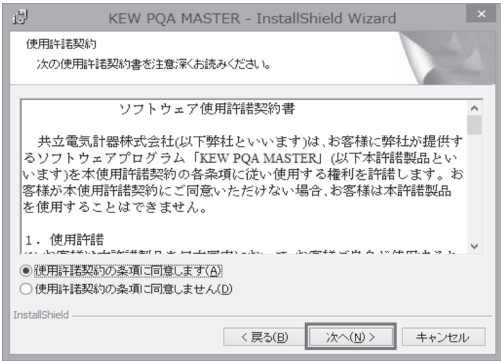 KEW PQA MASTER - InstallShield Wizard
使用許諾契約
次の使用許諾契約書を注意深くお読みください。
ソフトウェア使用許諾契約書
共立電気計器株式会社(以下弊社といいます)は、お客様に弊社が提供す
るソフトウェアプログラム「KEW PQA MASTER」(以下本許諾製品とい
います)を本使用許諾契約の各条項に従い使用する権利を許諾します。お
客様が本使用許諾契約にご同意いただけない場合、お客様は本許諾製品
を使用することはできません。
1. 使用許諾
使用許諾契約の条項に同意します(A)
使用許諾契約の条項に同意しません(D)
InstallShield
< 戻る(B)
次へ(N) >
キャンセル